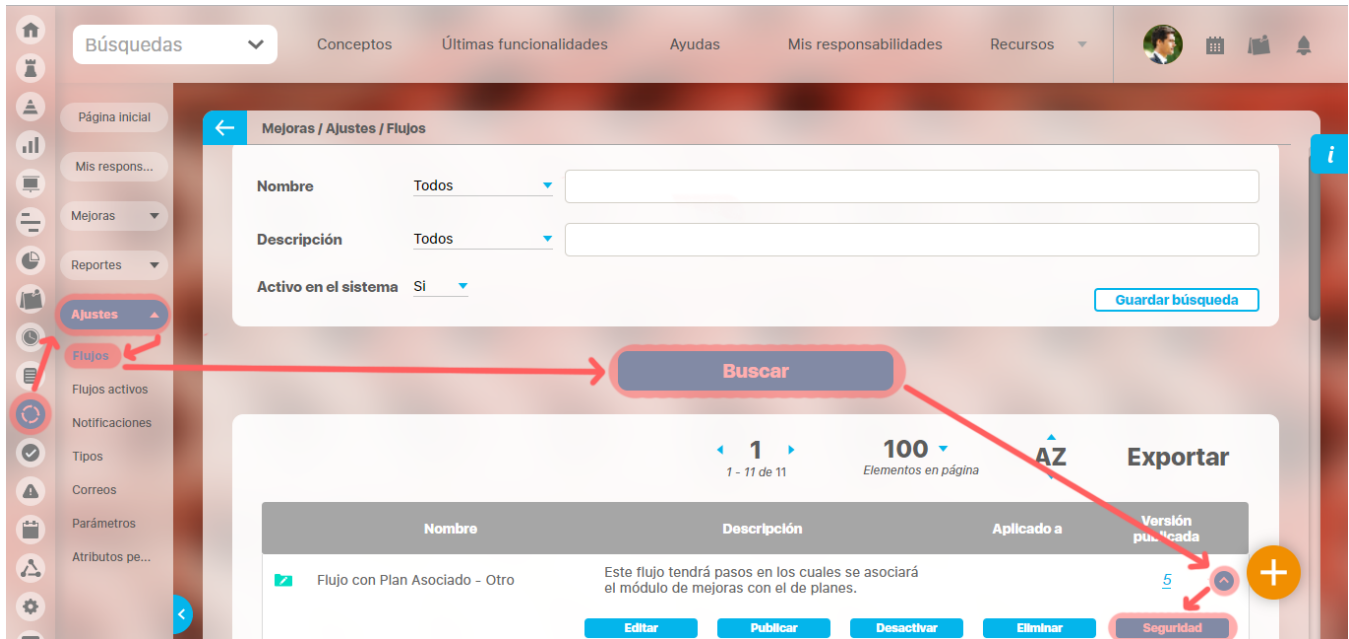 Búsquedas
Conceptos
Últimas funcionalidades
Ayudas
Mis responsabilidades
Recursos
Página inicial
Mis respons...
Mejoras
Reportes
Ajustes
Flujos
Flujos activos
Notificaciones
Tipos
Correos
Parámetros
Atributos pe...
Mejoras / Ajustes / Flujos
i
Nombre
Todos
Descripción
Todos
Activo en el sistema
Si
Guardar búsqueda
Buscar
1
1 - 11 de 11
100
Elementos en página
AZ
Exportar
Nombre
Descripción
Aplicado a
Versión
publicada
Flujo con Plan Asociado - Otro
Este flujo tendrá pasos en los cuales se asociará
el módulo de mejoras con el de planes.
5
+
Editar
Publicar
Desactivar
Eliminar
Seguridad